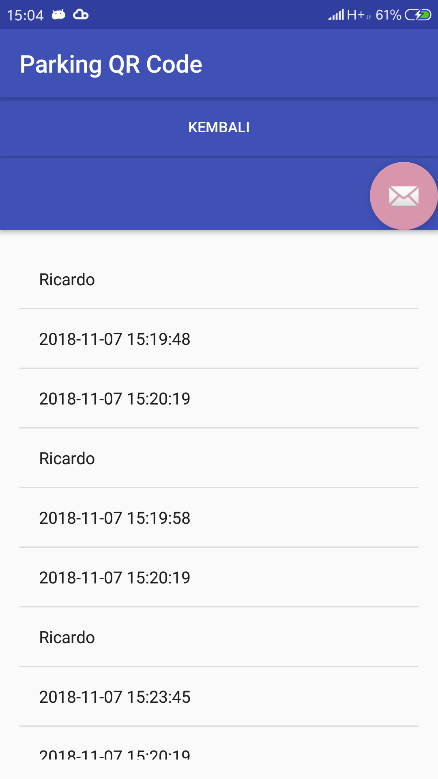 15:04 H+ 61%
Parking QR Code
KEMBALI
Ricardo
2018-11-07 15:19:48
2018-11-07 15:20:19
Ricardo
2018-11-07 15:19:58
2018-11-07 15:20:19
Ricardo
2018-11-07 15:23:45
2018-11-07 15:20:19